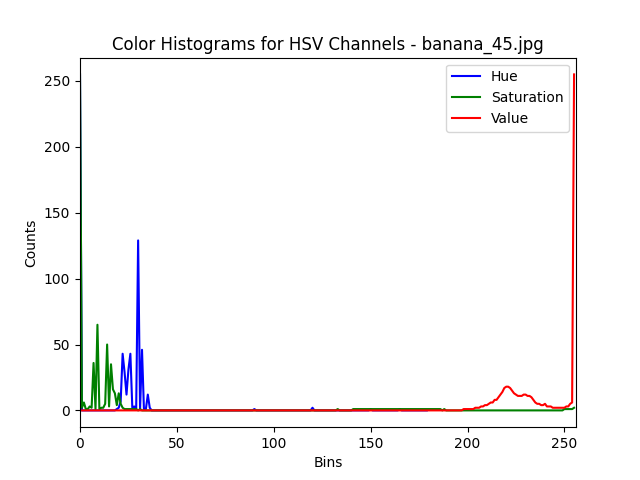 Color Histograms for HSV Channels - banana_45.jpg
Hue
Saturation
Value
250
200
150
100
50
0
Counts
0 50 100 150 200 250
Bins